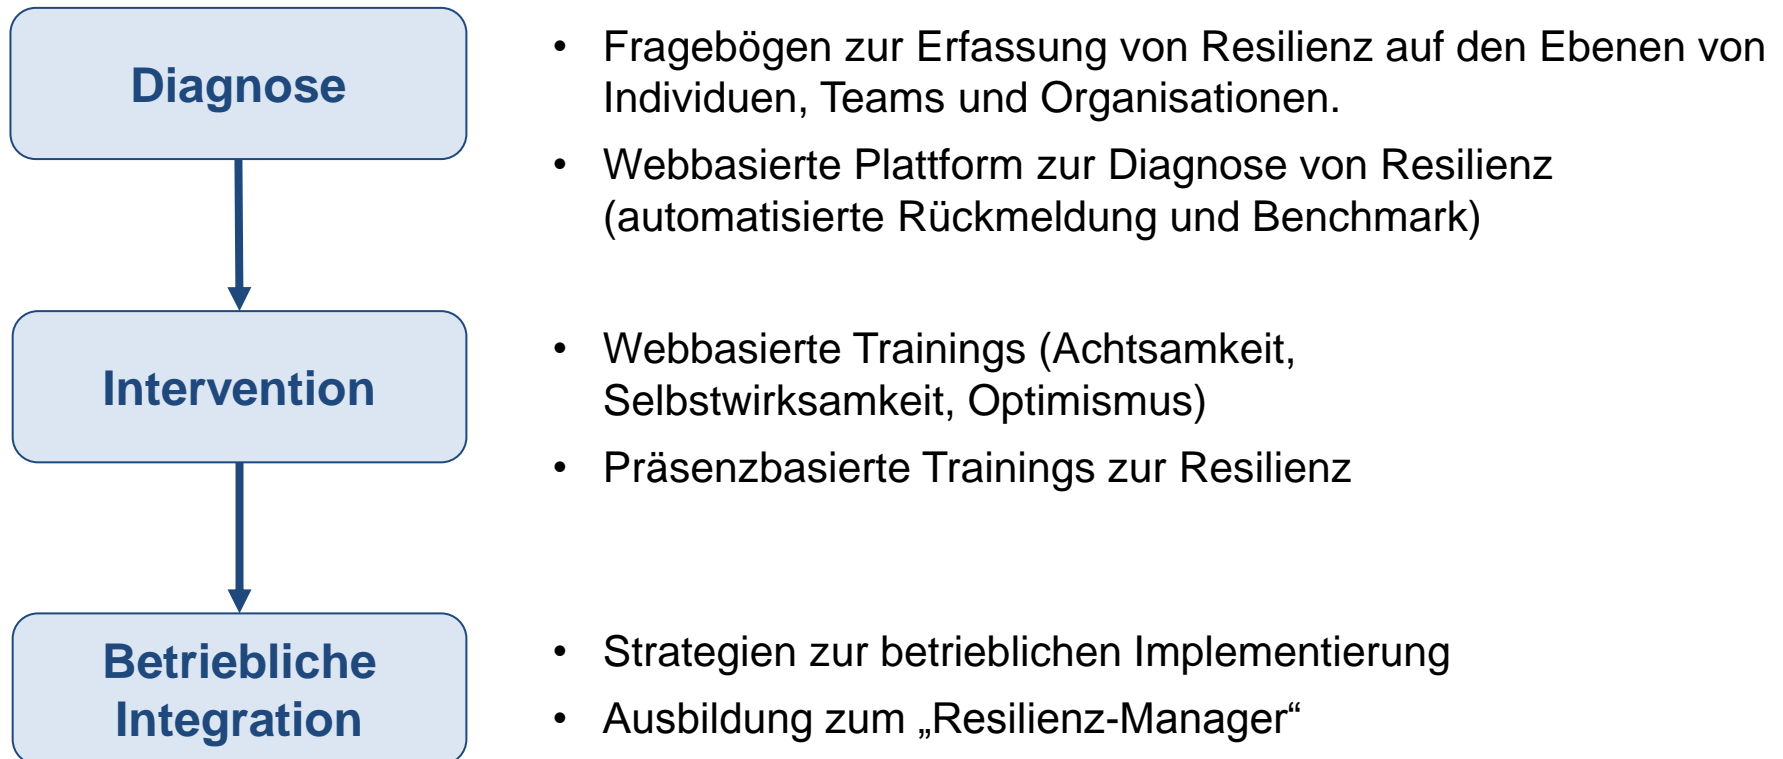 Diagnose
• Fragebögen zur Erfassung von Resilienz auf den Ebenen von
Individuen, Teams und Organisationen.
• Webbasierte Plattform zur Diagnose von Resilienz
(automatisierte Rückmeldung und Benchmark)
Intervention
• Webbasierte Trainings (Achtsamkeit,
Selbstwirksamkeit, Optimismus)
• Präsenzbasierte Trainings zur Resilienz
Betriebliche
Integration
• Strategien zur betrieblichen Implementierung
• Ausbildung zum „Resilienz-Manager“